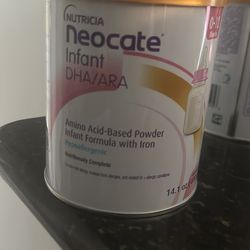 NUTRICIA
neocate®
Infant
DHA/ARA
Amino Acid-Based Powder
Infant Formula with Iron
Hypoallergenic
Nutritionally Complete
14.1 oz